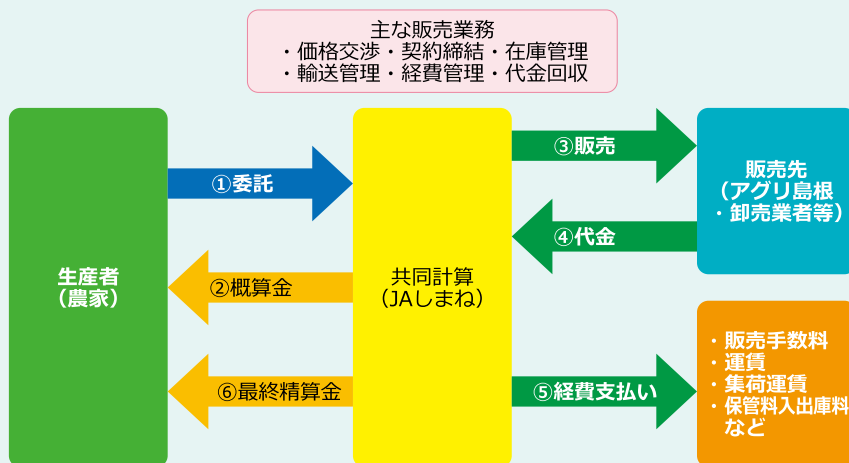 主な販売業務
・価格交渉・契約締結・在庫管理
・輸送管理・経費管理・代金回収
生産者
（農家）
①委託
②概算金
⑥最終精算金
共同計算
（JAしまね）
③販売
④代金
⑤経費支払い
販売先
（アグリ島根
・卸売業者等）
・販売手数料
・運賃
・集荷運賃
・保管料入出庫料
など